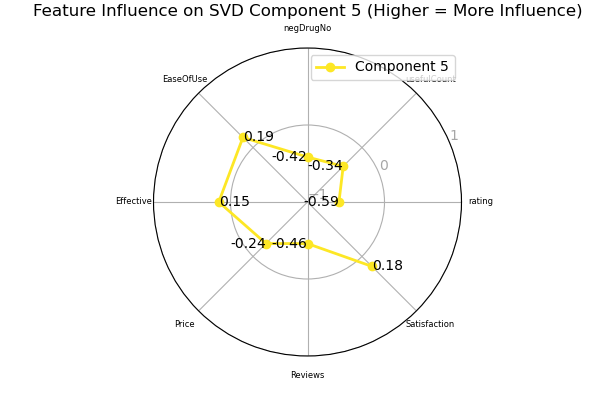 Feature Influence on SVD Component 5 (Higher = More Influence)
negDrugNo
Component 5
EaseOfUse
usefulCount
1
0.19
-0.42
-0.34
0
−1
Effective
0.15
-0.59
rating
-0.24
-0.46
0.18
Price
Satisfaction
Reviews